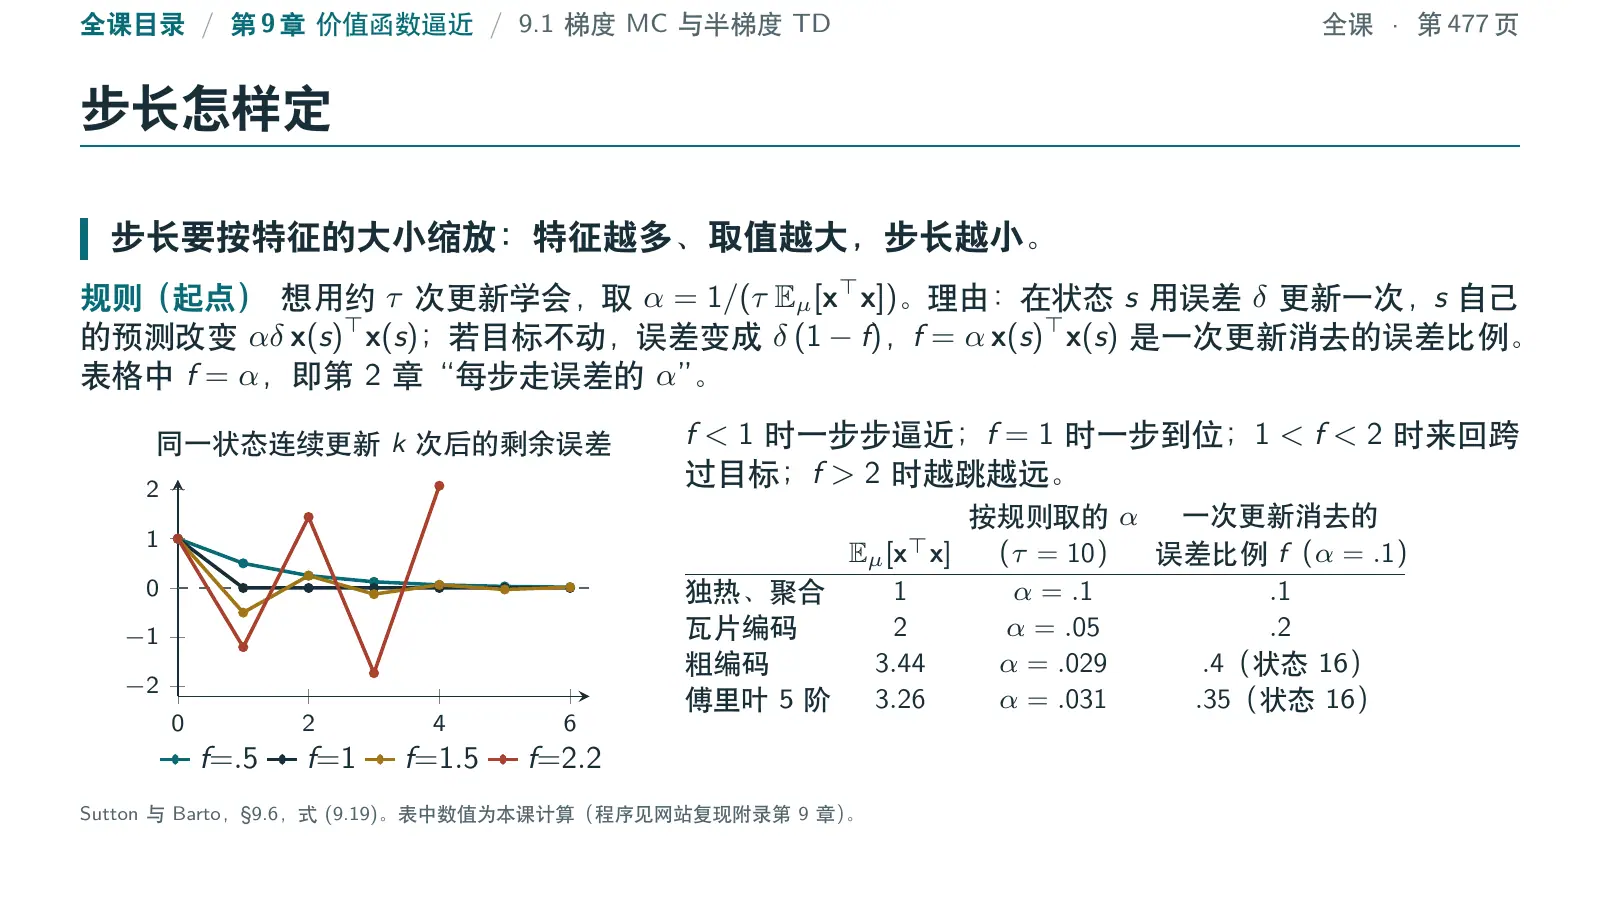 全课目录 / 第 9 章 价值函数逼近 / 9.1 梯度 MC 与半梯度 TD
全课 · 第 477 页
步长怎样定
步长要按特征的大小缩放：特征越多、取值越大，步长越小。
规则（起点） 想用约 τ 次更新学会，取 α = 1/(τ 𝔼μ[x⊤x])。理由：在状态 s 用误差 δ 更新一次，s 自己
的预测改变 αδ x(s)⊤x(s)；若目标不动，误差变成 δ (1 − f)，f = α x(s)⊤x(s) 是一次更新消去的误差比例。
表格中 f = α，即第 2 章 “每步走误差的 α”。
同一状态连续更新 k 次后的剩余误差
2
1
0
−1
−2
0 2 4 6
f=.5 f=1 f=1.5 f=2.2
f < 1 时一步步逼近；f = 1 时一步到位；1 < f < 2 时来回跨
过目标；f > 2 时越跳越远。
按规则取的 α 一次更新消去的
𝔼μ[x⊤x] （τ = 10） 误差比例 f（α = .1）
独热、聚合 1 α = .1 .1
瓦片编码 2 α = .05 .2
粗编码 3.44 α = .029 .4（状态 16）
傅里叶 5 阶 3.26 α = .031 .35（状态 16）
Sutton 与 Barto，§9.6，式 (9.19)。表中数值为本课计算（程序见网站复现附录第 9 章）。